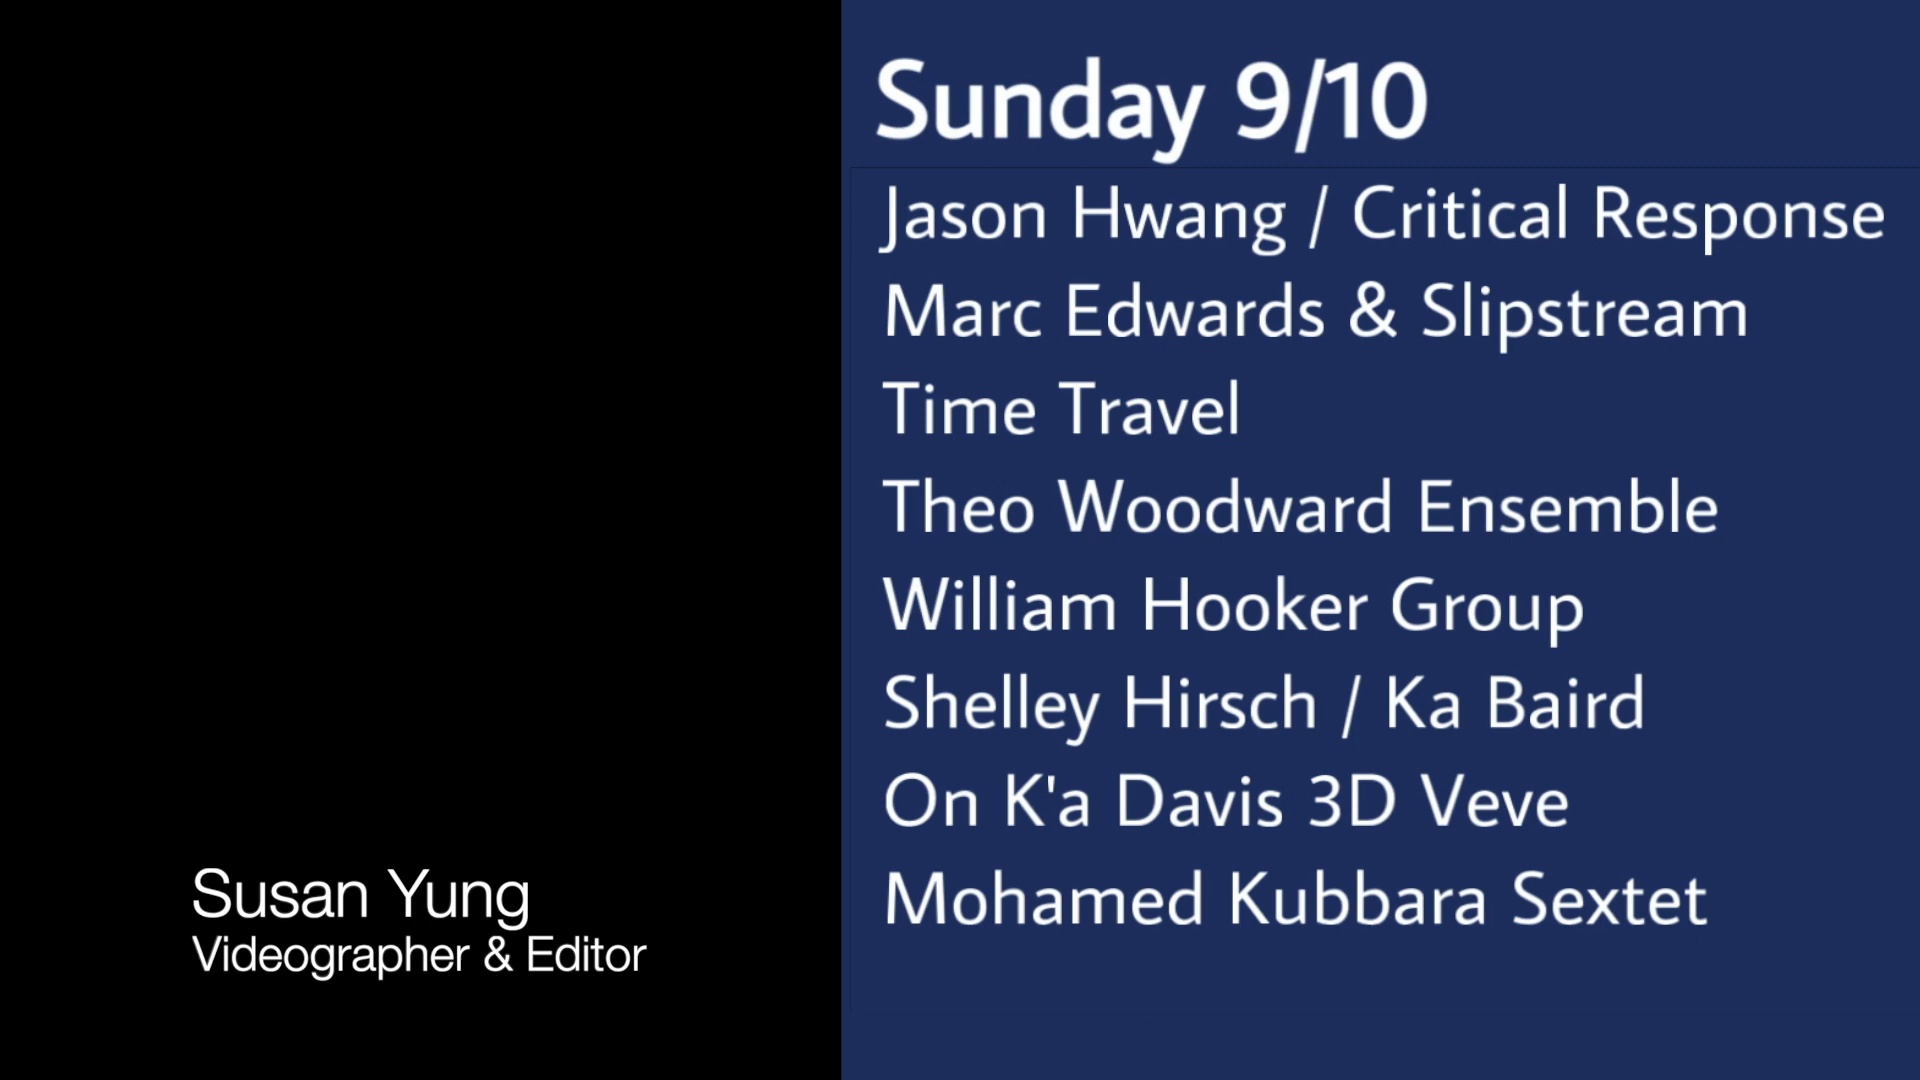 Sunday 9/10
Jason Hwang / Critical Response
Marc Edwards & Slipstream
Time Travel
Theo Woodward Ensemble
William Hooker Group
Shelley Hirsch / Ka Baird
On K'a Davis 3D Veve
Mohamed Kubbara Sextet
Susan Yung
Videographer & Editor